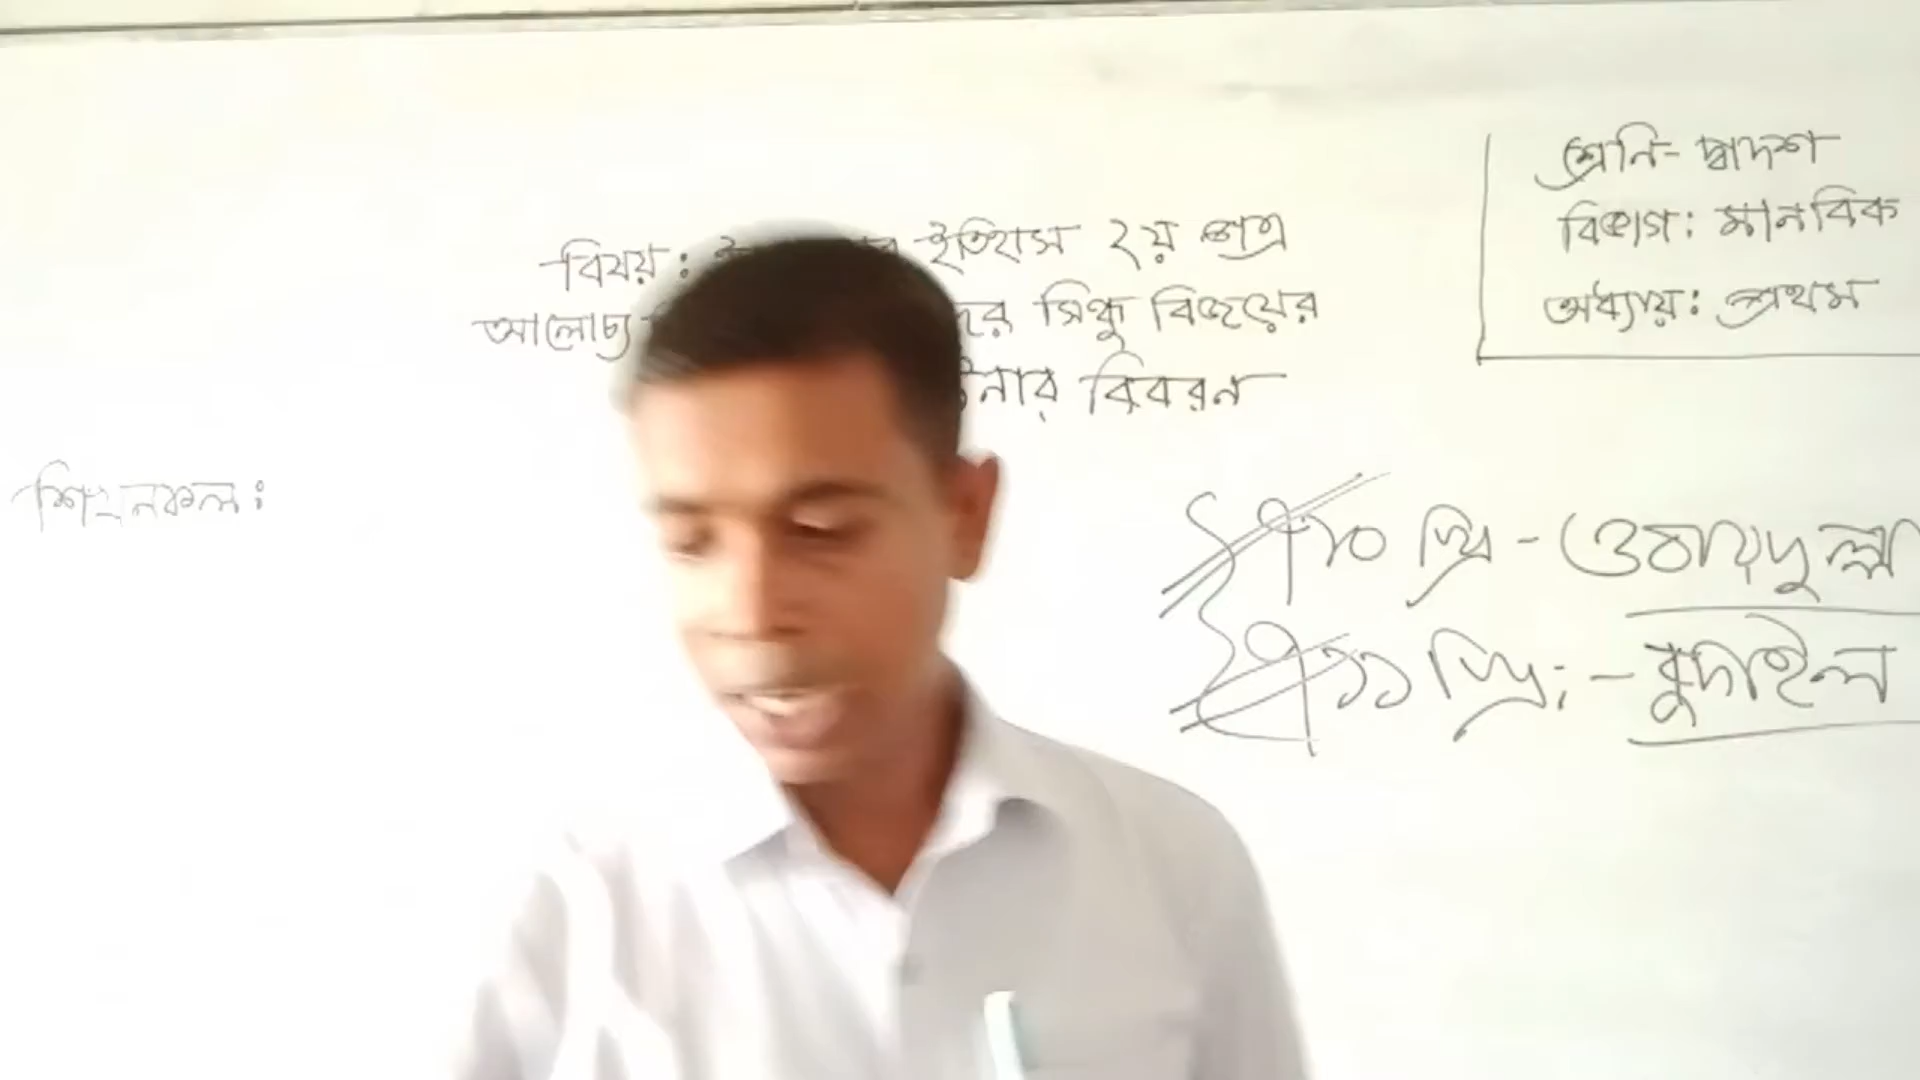 শ্রেনি- দ্বাদশ
বিভাগ: মানবিক
অধ্যায়: প্রথম
বিষয়: ইতিহাস ২য় পত্র
আলোচ্য সিন্ধু বিজয়ের
বিবরন
শিখনফল:
৭১০ খ্রি - ওবায়দুল্লা
৭১১ খ্রি: - বুদাইল